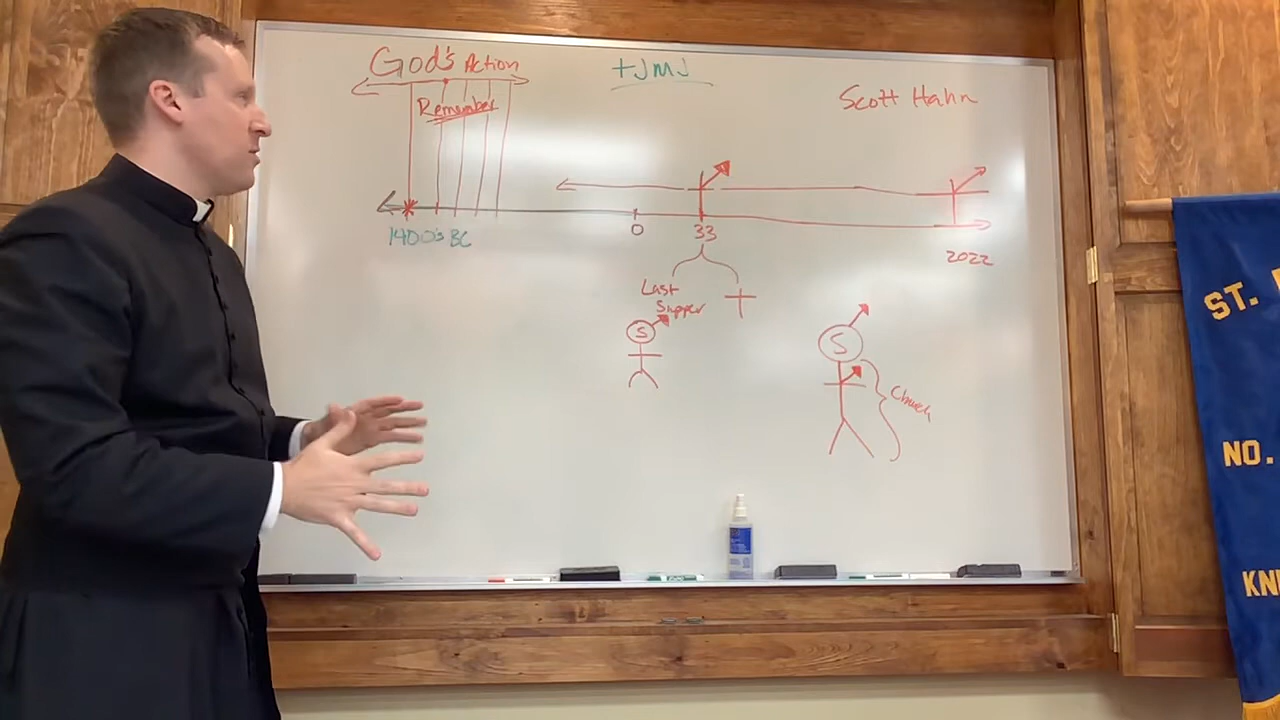 God's Action
+JMJ
Scott Hahn
Remember
1400's BC
0
33
2022
Last
Supper
S
S
Church
ST.
NO.
KN